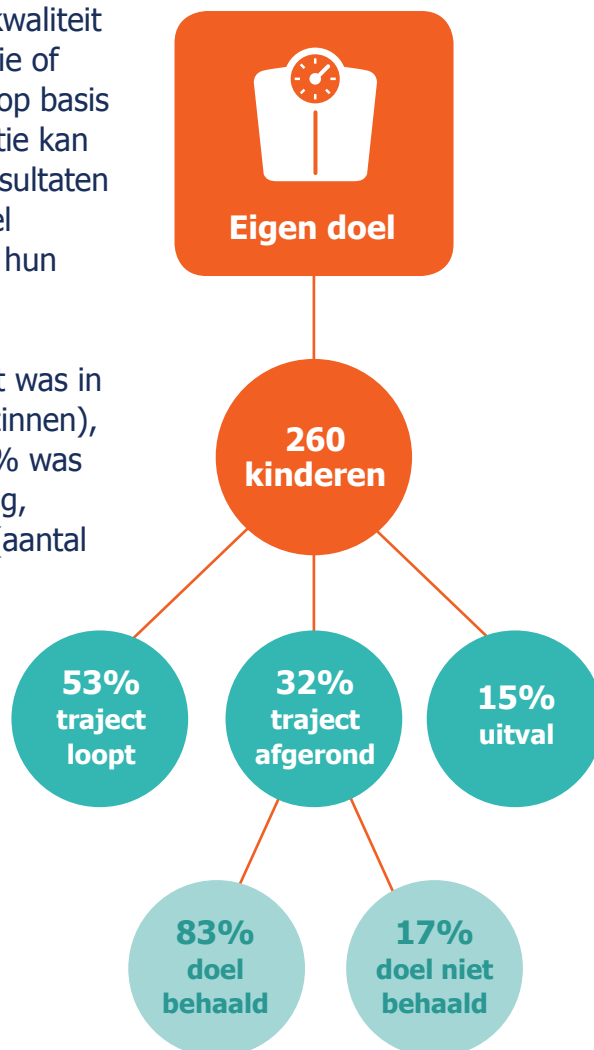 kwaliteit
ie of
op basis
tie kan
sultaten
el
hun
t was in
innen),
% was
g,
aantal
Eigen doel
260
kinderen
53%
traject
loopt
32%
traject
afgerond
15%
uitval
83%
doel
behaald
17%
doel niet
behaald